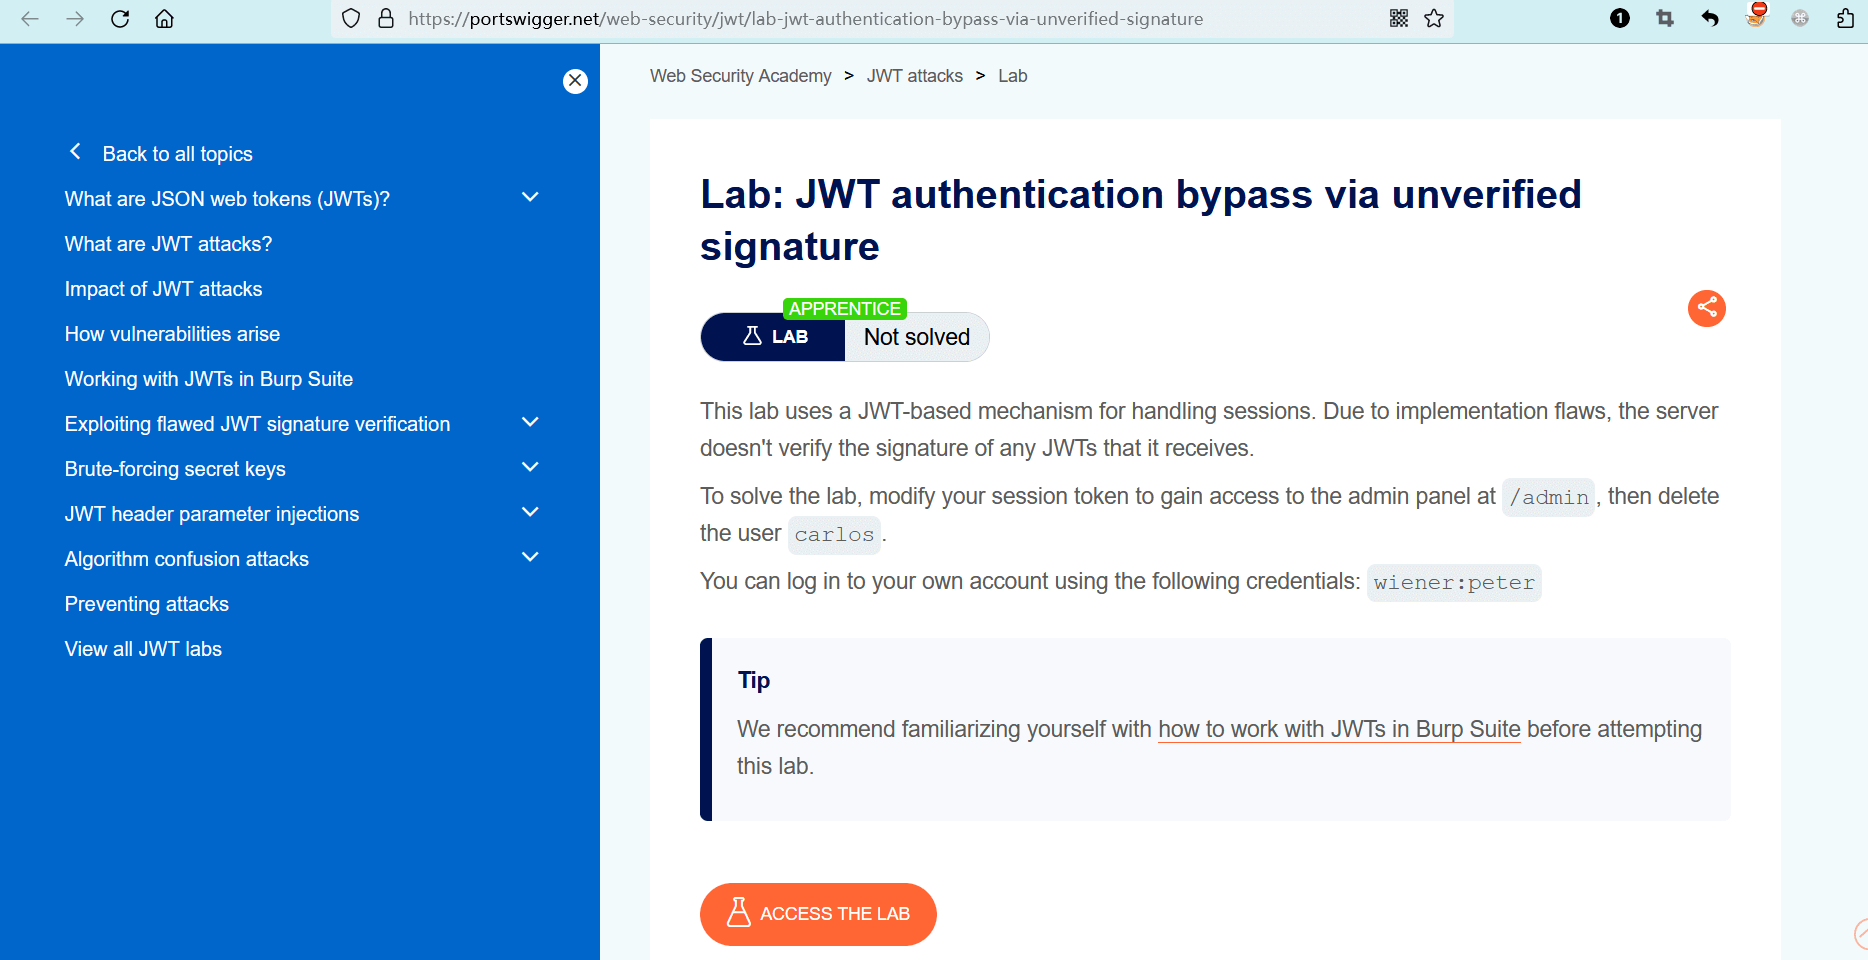 https://portswigger.net/web-security/jwt/lab-jwt-authentication-bypass-via-unverified-signature
1
Back to all topics
What are JSON web tokens (JWTs)?
What are JWT attacks?
Impact of JWT attacks
How vulnerabilities arise
Working with JWTs in Burp Suite
Exploiting flawed JWT signature verification
Brute-forcing secret keys
JWT header parameter injections
Algorithm confusion attacks
Preventing attacks
View all JWT labs
Web Security Academy > JWT attacks > Lab
Lab: JWT authentication bypass via unverified
signature
APPRENTICE
LAB Not solved
This lab uses a JWT-based mechanism for handling sessions. Due to implementation flaws, the server
doesn't verify the signature of any JWTs that it receives.
To solve the lab, modify your session token to gain access to the admin panel at /admin, then delete
the user carlos.
You can log in to your own account using the following credentials: wiener:peter
Tip
We recommend familiarizing yourself with how to work with JWTs in Burp Suite before attempting
this lab.
ACCESS THE LAB